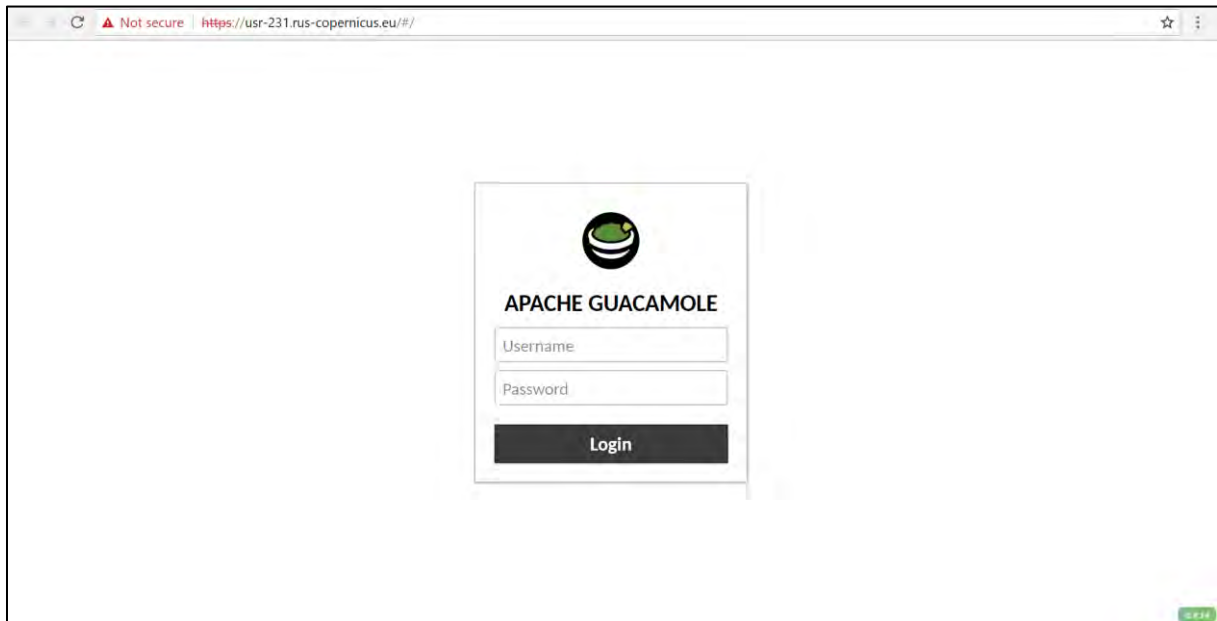 Not secure https://usr-231.rus-copernicus.eu/#/
APACHE GUACAMOLE
Username
Password
Login